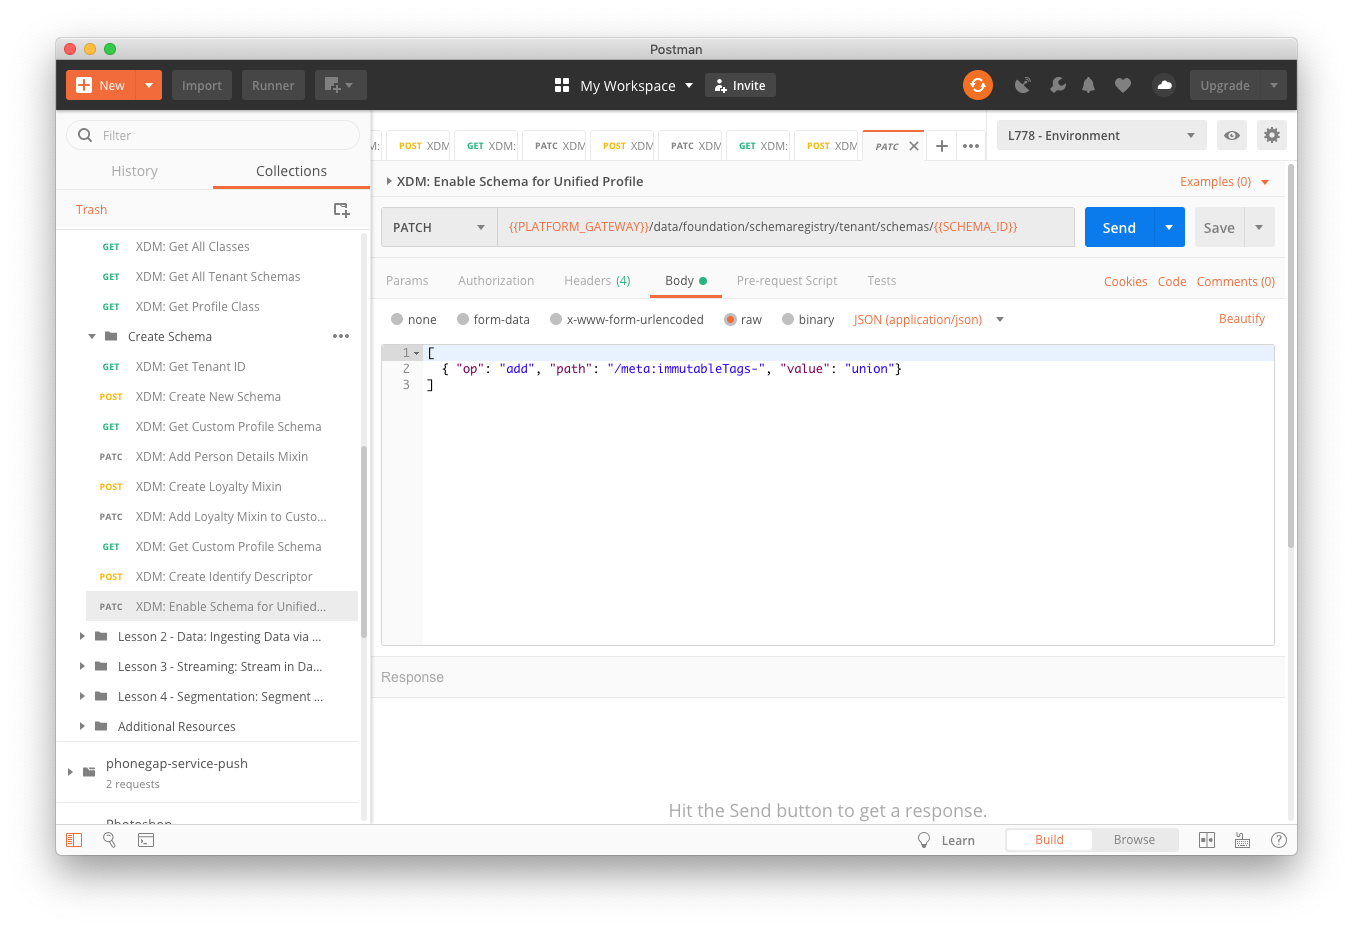 Postman
New
Import
Runner
My Workspace
Invite
Upgrade
Filter
History
Collections
Trash
GET XDM: Get All Classes
GET XDM: Get All Tenant Schemas
GET XDM: Get Profile Class
Create Schema
GET XDM: Get Tenant ID
POST XDM: Create New Schema
GET XDM: Get Custom Profile Schema
PATC XDM: Add Person Details Mixin
POST XDM: Create Loyalty Mixin
PATC XDM: Add Loyalty Mixin to Custo...
GET XDM: Get Custom Profile Schema
POST XDM: Create Identify Descriptor
PATC XDM: Enable Schema for Unified...
Lesson 2 - Data: Ingesting Data via ...
Lesson 3 - Streaming: Stream in Da...
Lesson 4 - Segmentation: Segment ...
Additional Resources
phonegap-service-push
2 requests
Photoshop
M: POST XDM GET XDM: PATC XDM POST XDM PATC XDM GET XDM: POST XDM PATC
L778 - Environment
XDM: Enable Schema for Unified Profile
Examples (0)
PATCH
{{PLATFORM_GATEWAY}}/data/foundation/schemaregistry/tenant/schemas/{{SCHEMA_ID}}
Send
Save
Params Authorization Headers (4) Body Pre-request Script Tests
Cookies Code Comments (0)
none form-data x-www-form-urlencoded raw binary JSON (application/json)
Beautify
1 [
2 { "op": "add", "path": "/meta:immutableTags-", "value": "union"}
3 ]
Response
Hit the Send button to get a response.
Learn
Build
Browse